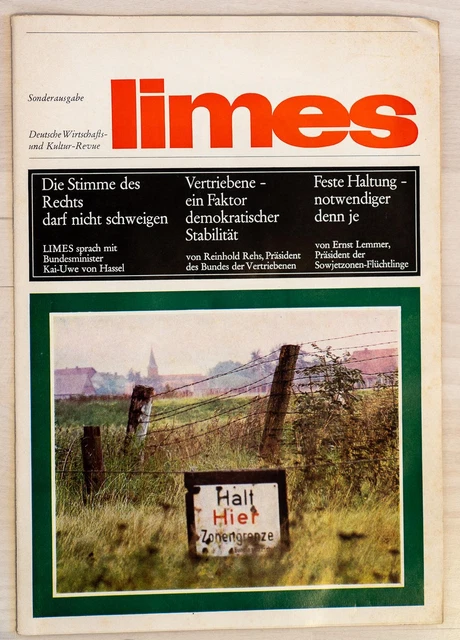 Sonderausgabe
Deutsche Wirtschafts-
und Kultur-Revue
limes
Die Stimme des
Rechts
darf nicht schweigen
LIMES sprach mit
Bundesminister
Kai-Uwe von Hassel
Vertriebene -
ein Faktor
demokratischer
Stabilität
von Reinhold Rehs, Präsident
des Bundes der Vertriebenen
Feste Haltung -
notwendiger
denn je
von Ernst Lemmer,
Präsident der
Sowjetzonen-Flüchtlinge
Halt
Hier
Zonengrenze